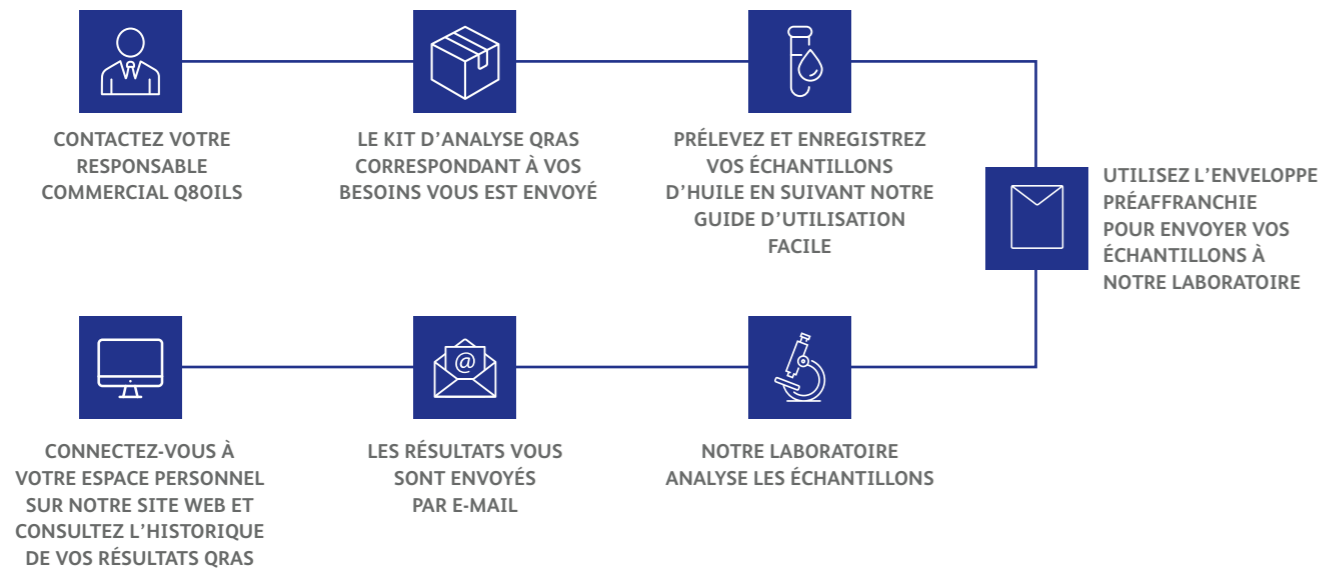 CONTACTEZ VOTRE
RESPONSABLE
COMMERCIAL Q8OILS
LE KIT D’ANALYSE QRAS
CORRESPONDANT À VOS
BESOINS VOUS EST ENVOYÉ
PRÉLEVEZ ET ENREGISTREZ
VOS ÉCHANTILLONS
D’HUILE EN SUIVANT NOTRE
GUIDE D’UTILISATION
FACILE
UTILISEZ L’ENVELOPPE
PRÉAFFRANCHIE
POUR ENVOYER VOS
ÉCHANTILLONS À
NOTRE LABORATOIRE
NOTRE LABORATOIRE
ANALYSE LES ÉCHANTILLONS
@
LES RÉSULTATS VOUS
SONT ENVOYÉS
PAR E-MAIL
CONNECTEZ-VOUS À
VOTRE ESPACE PERSONNEL
SUR NOTRE SITE WEB ET
CONSULTEZ L’HISTORIQUE
DE VOS RÉSULTATS QRAS